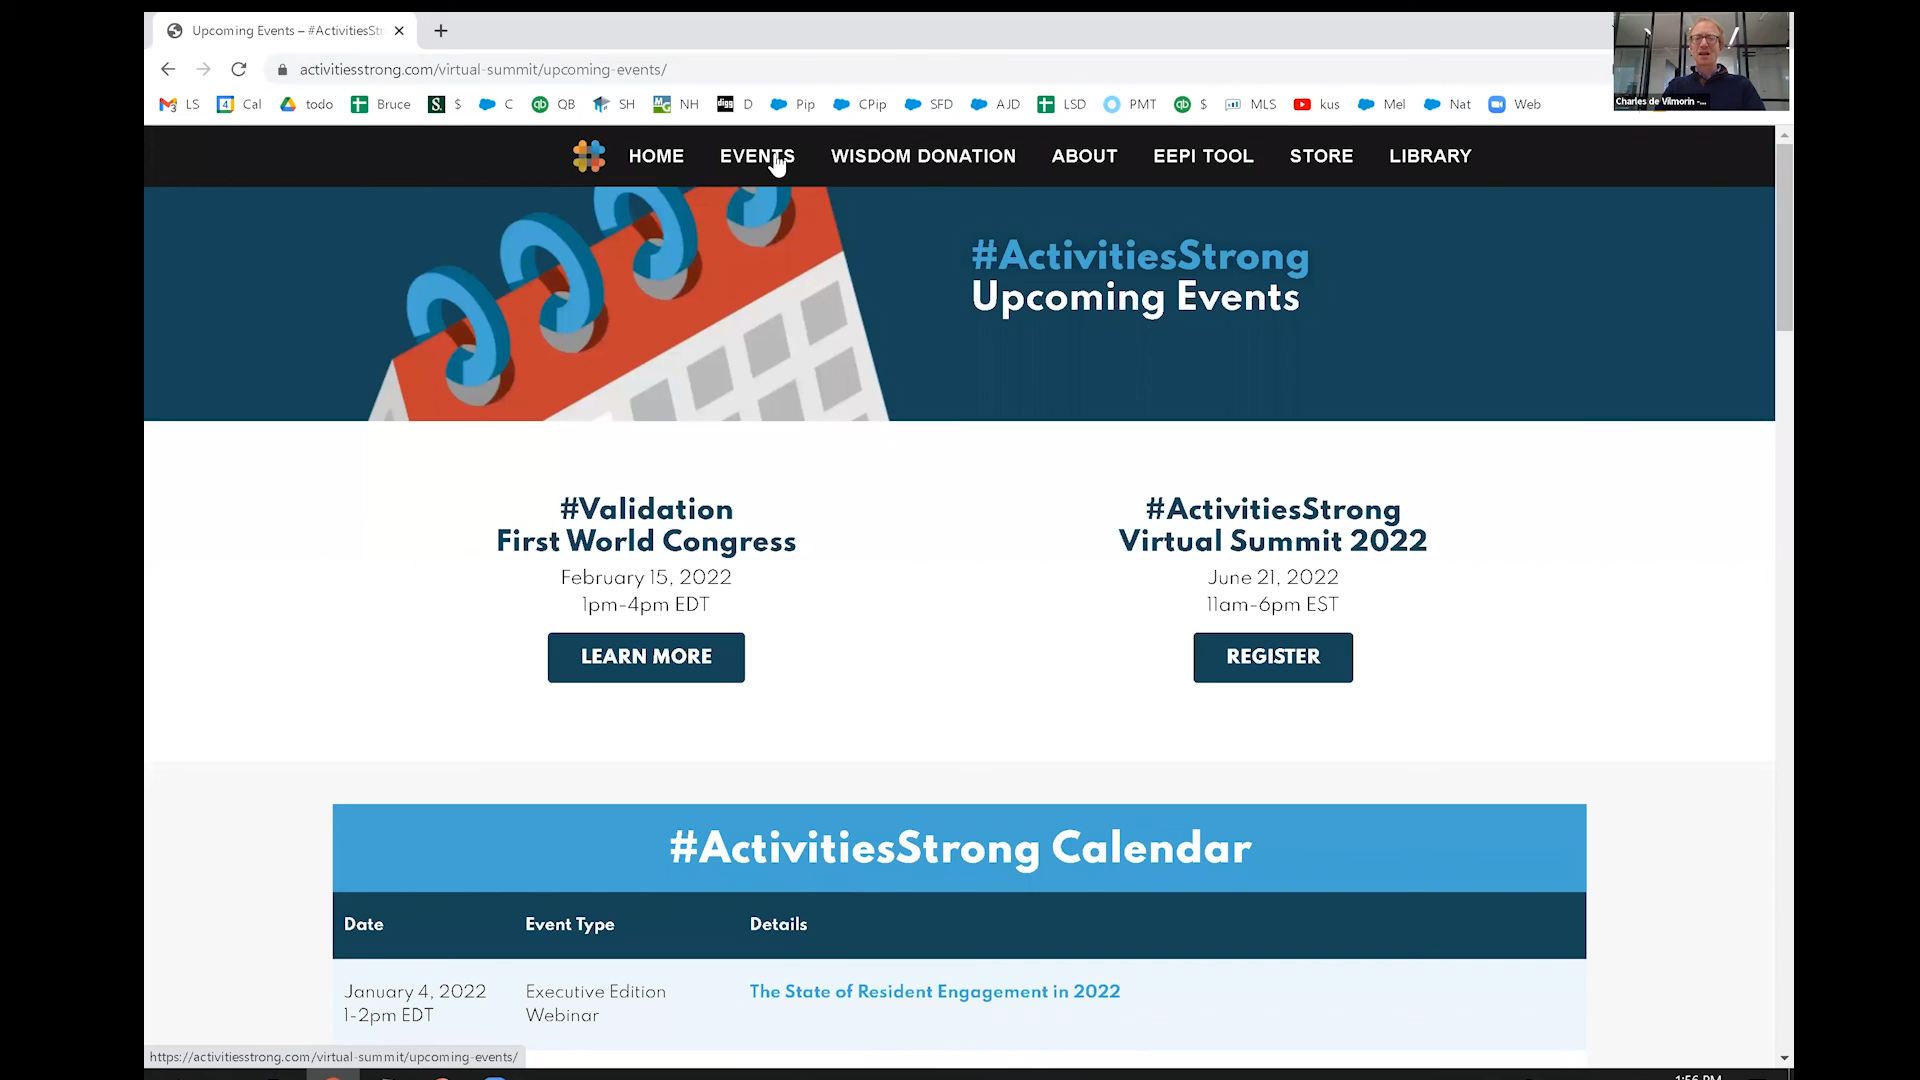 Upcoming Events – #ActivitiesStr
activitiesstrong.com/virtual-summit/upcoming-events/
LS Cal todo Bruce $ C QB SH NH D Pip CPip SFD AJD LSD PMT $ MLS kus Mel Nat Web
Charles de Vilmorin -...
HOME EVENTS WISDOM DONATION ABOUT EEPI TOOL STORE LIBRARY
#ActivitiesStrong
Upcoming Events
#Validation
First World Congress
February 15, 2022
1pm-4pm EDT
LEARN MORE
#ActivitiesStrong
Virtual Summit 2022
June 21, 2022
11am-6pm EST
REGISTER
#ActivitiesStrong Calendar
Date Event Type Details
January 4, 2022
1-2pm EDT
Executive Edition
Webinar
The State of Resident Engagement in 2022
https://activitiesstrong.com/virtual-summit/upcoming-events/
1:56 PM